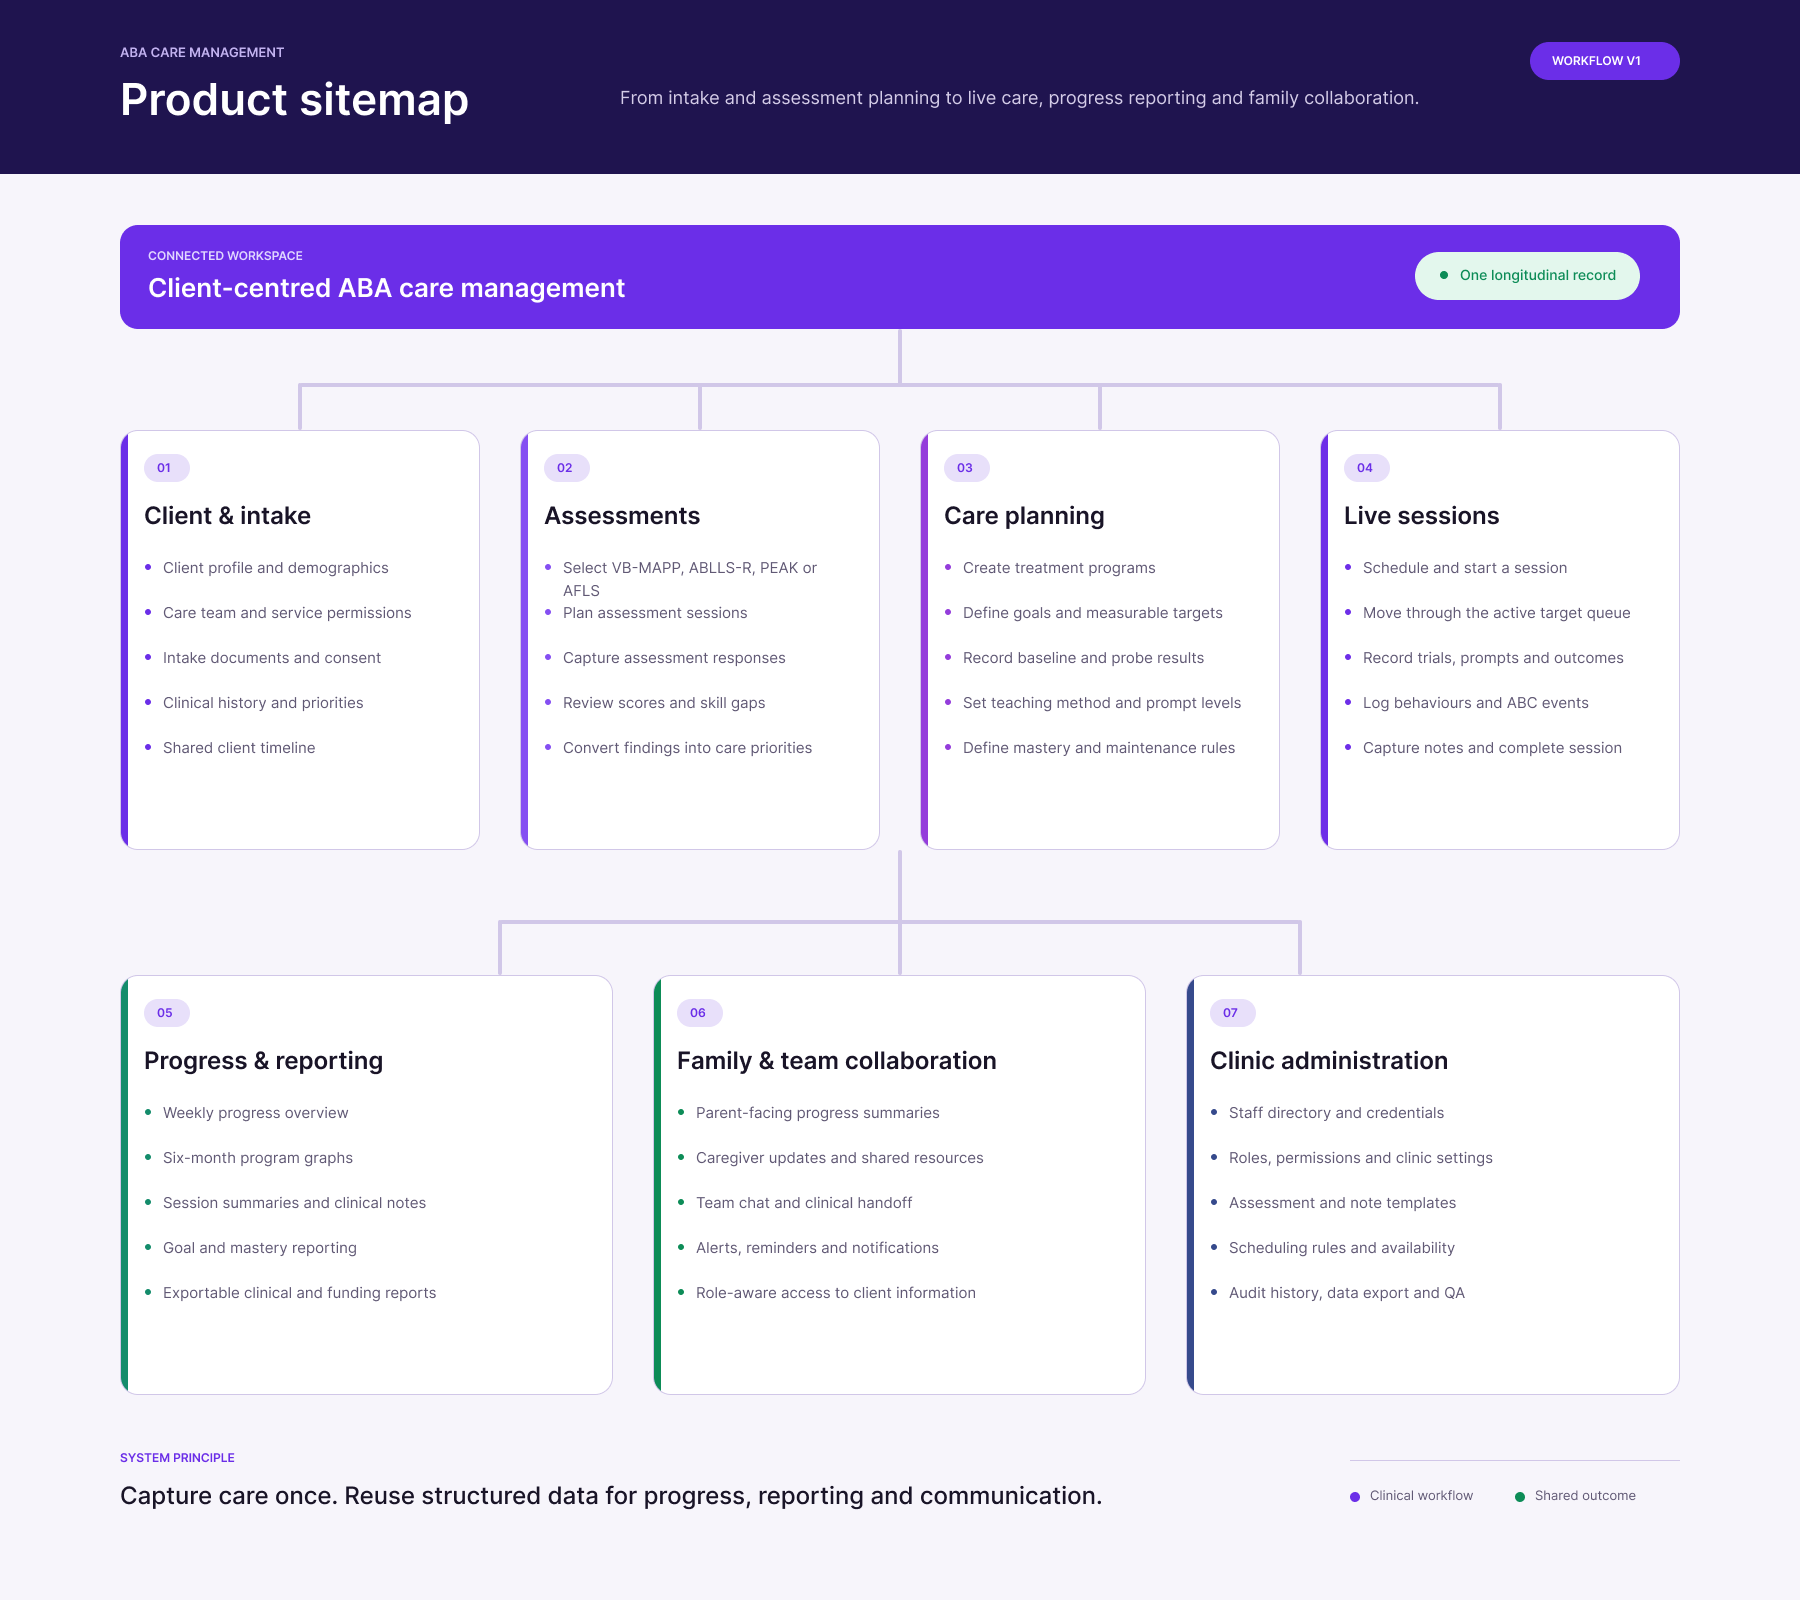 ABA CARE MANAGEMENT
Product sitemap
From intake and assessment planning to live care, progress reporting and family collaboration.
WORKFLOW V1
CONNECTED WORKSPACE
Client-centred ABA care management
One longitudinal record
01
Client & intake
Client profile and demographics
Care team and service permissions
Intake documents and consent
Clinical history and priorities
Shared client timeline
02
Assessments
Select VB-MAPP, ABLLS-R, PEAK or
AFLS
Plan assessment sessions
Capture assessment responses
Review scores and skill gaps
Convert findings into care priorities
03
Care planning
Create treatment programs
Define goals and measurable targets
Record baseline and probe results
Set teaching method and prompt levels
Define mastery and maintenance rules
04
Live sessions
Schedule and start a session
Move through the active target queue
Record trials, prompts and outcomes
Log behaviours and ABC events
Capture notes and complete session
05
Progress & reporting
Weekly progress overview
Six-month program graphs
Session summaries and clinical notes
Goal and mastery reporting
Exportable clinical and funding reports
06
Family & team collaboration
Parent-facing progress summaries
Caregiver updates and shared resources
Team chat and clinical handoff
Alerts, reminders and notifications
Role-aware access to client information
07
Clinic administration
Staff directory and credentials
Roles, permissions and clinic settings
Assessment and note templates
Scheduling rules and availability
Audit history, data export and QA
SYSTEM PRINCIPLE
Capture care once. Reuse structured data for progress, reporting and communication.
Clinical workflow
Shared outcome